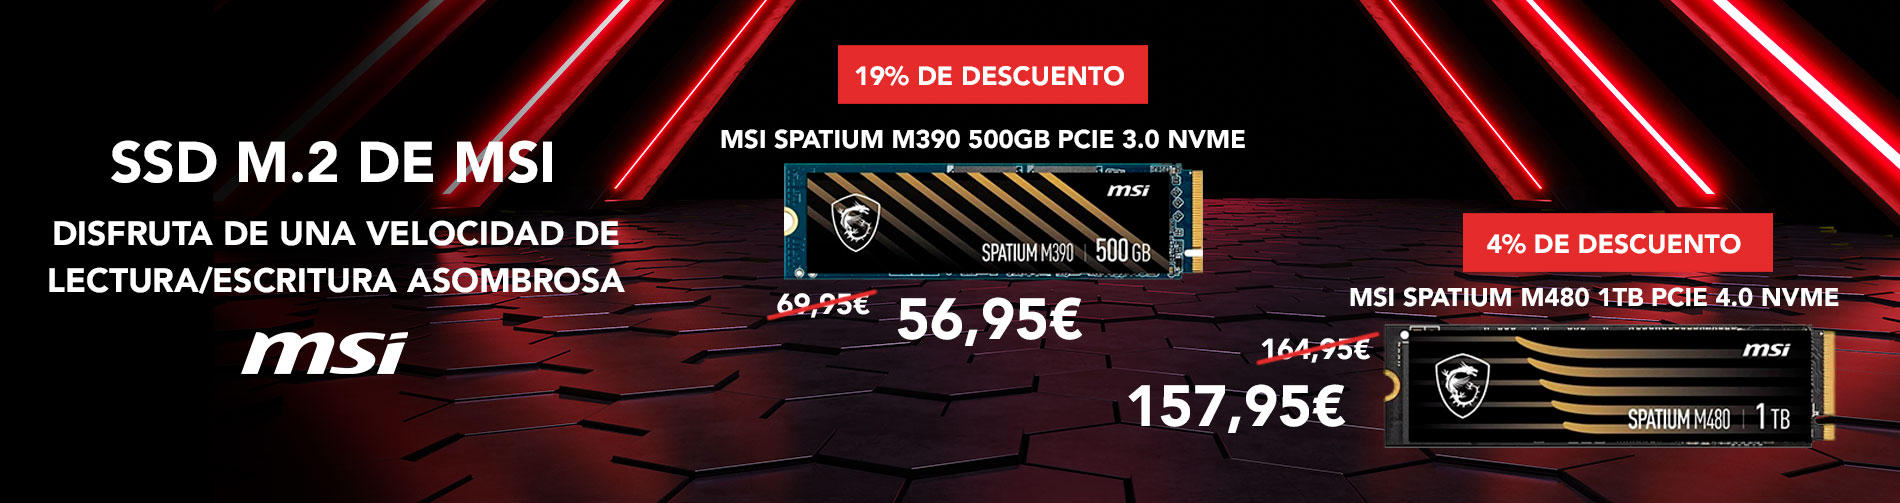 SSD M.2 DE MSI
DISFRUTA DE UNA VELOCIDAD DE
LECTURA/ESCRITURA ASOMBROSA
msi
19% DE DESCUENTO
MSI SPATIUM M390 500GB PCIE 3.0 NVME
msi
SPATIUM M390 | 500 GB
69,95€
56,95€
4% DE DESCUENTO
MSI SPATIUM M480 1TB PCIE 4.0 NVME
msi
SPATIUM M480 | 1 TB
164,95€
157,95€